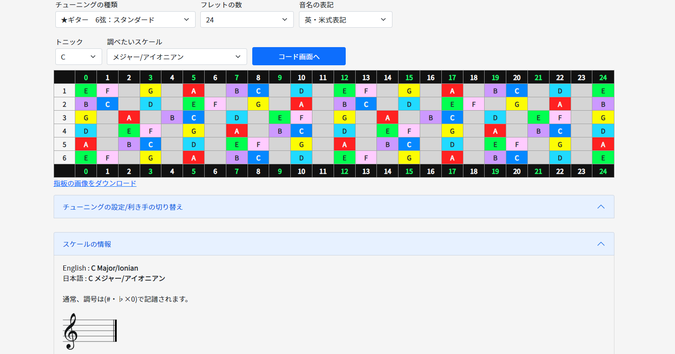 チューニングの種類 フレットの数 音名の表記
★ギター 6弦：スタンダード 24 英・米式表記
トニック 調べたいスケール
C メジャー/アイオニアン コード画面へ
0 1 2 3 4 5 6 7 8 9 10 11 12 13 14 15 16 17 18 19 20 21 22 23 24
1 E F G A B C D E F G A B C D E
2 B C D E F G A B C D E F G A B
3 G A B C D E F G A B C D E F G
4 D E F G A B C D E F G A B C D
5 A B C D E F G A B C D E F G A
6 E F G A B C D E F G A B C D E
0 1 2 3 4 5 6 7 8 9 10 11 12 13 14 15 16 17 18 19 20 21 22 23 24
指板の画像をダウンロード
チューニングの設定/利き手の切り替え
スケールの情報
English : C Major/Ionian
日本語 : C メジャー/アイオニアン
通常、調号は(#・♭×0)で記譜されます。